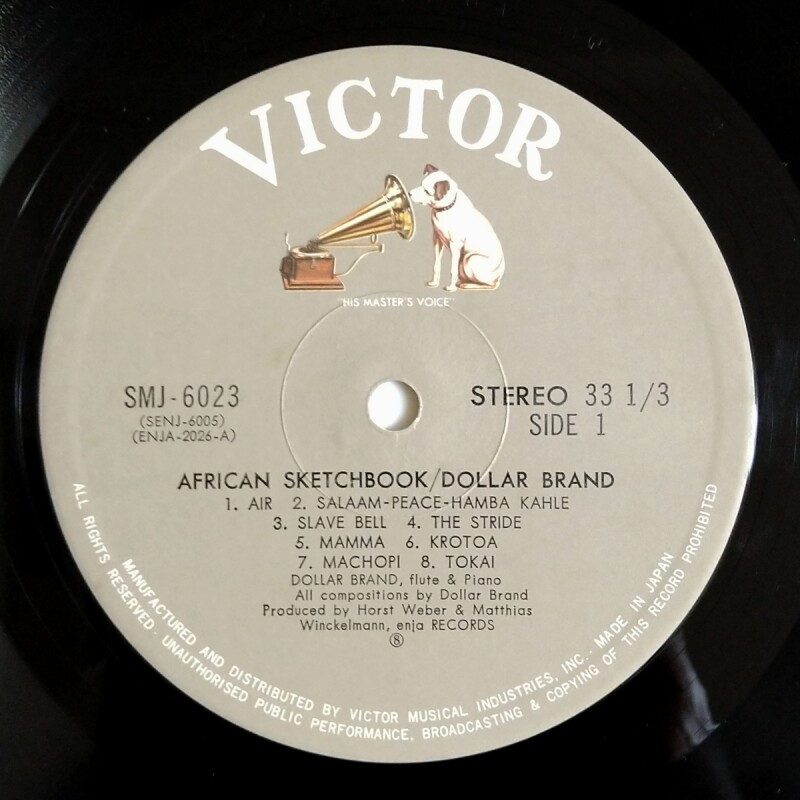 VICTOR
"HIS MASTER'S VOICE"
SMJ-6023
(SENJ-6005)
(ENJA-2026-A)
STEREO 33 1/3
SIDE 1
AFRICAN SKETCHBOOK/DOLLAR BRAND
1. AIR 2. SALAAM-PEACE-HAMBA KAHLE
3. SLAVE BELL 4. THE STRIDE
5. MAMMA 6. KROTOA
7. MACHOPI 8. TOKAI
DOLLAR BRAND, flute & Piano
All compositions by Dollar Brand
Produced by Horst Weber & Matthias
Winckelmann, enja RECORDS
⑧
MANUFACTURED AND DISTRIBUTED BY VICTOR MUSICAL INDUSTRIES, INC.· MADE IN JAPAN
ALL RIGHTS RESERVED· UNAUTHORISED PUBLIC PERFORMANCE, BROADCASTING & COPYING OF THIS RECORD PROHIBITED